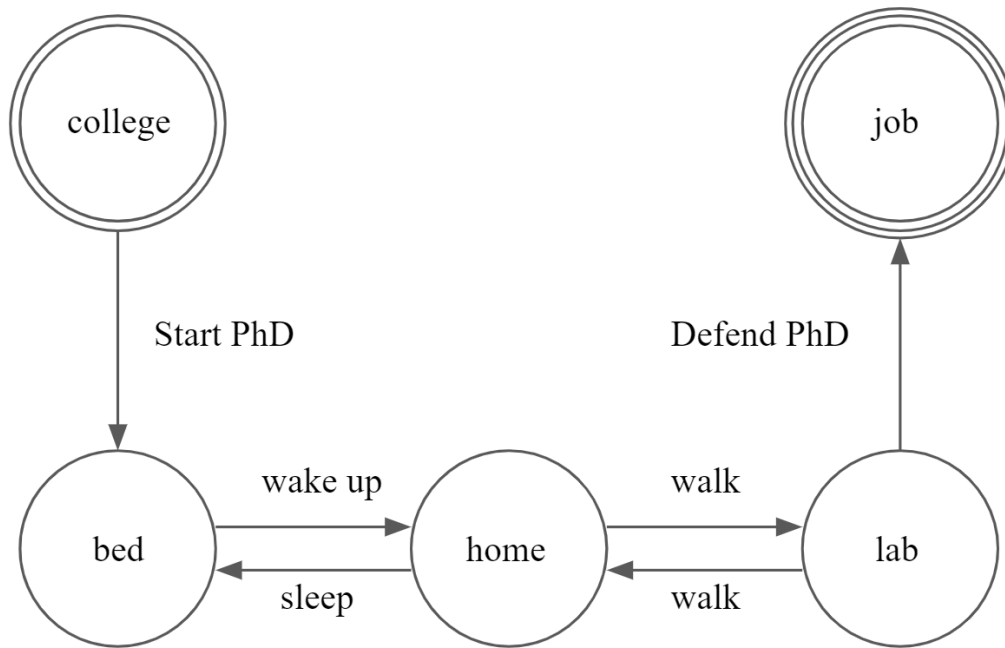 college
job
Start PhD
Defend PhD
wake up
walk
bed
home
lab
sleep
walk